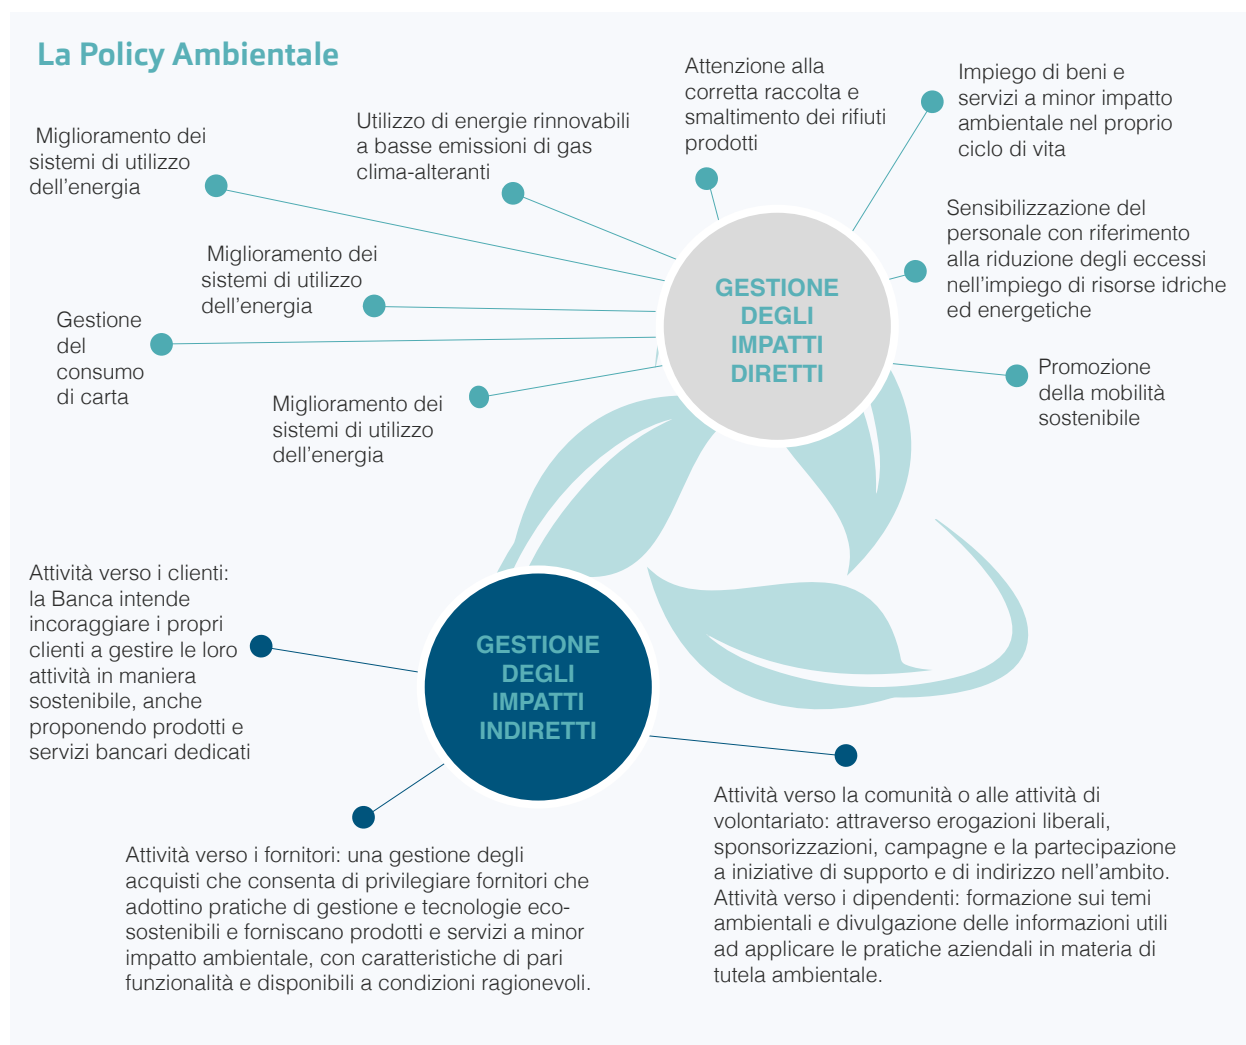 La Policy Ambientale
Miglioramento dei
sistemi di utilizzo
dell'energia
Utilizzo di energie rinnovabili
a basse emissioni di gas
clima-alteranti
Attenzione alla
corretta raccolta e
smaltimento dei rifiuti
prodotti
Impiego di beni e
servizi a minor impatto
ambientale nel proprio
ciclo di vita
Sensibilizzazione del
personale con riferimento
alla riduzione degli eccessi
nell'impiego di risorse idriche
ed energetiche
Miglioramento dei
sistemi di utilizzo
dell'energia
Gestione
del
consumo
di carta
Miglioramento dei
sistemi di utilizzo
dell'energia
GESTIONE
DEGLI
IMPATTI
DIRETTI
Promozione
della mobilità
sostenibile
Attività verso i clienti:
la Banca intende
incoraggiare i propri
clienti a gestire le loro
attività in maniera
sostenibile, anche
proponendo prodotti e
servizi bancari dedicati
GESTIONE
DEGLI
IMPATTI
INDIRETTI
Attività verso i fornitori: una gestione degli
acquisti che consenta di privilegiare fornitori che
adottino pratiche di gestione e tecnologie eco-
sostenibili e forniscano prodotti e servizi a minor
impatto ambientale, con caratteristiche di pari
funzionalità e disponibili a condizioni ragionevoli.
Attività verso la comunità o alle attività di
volontariato: attraverso erogazioni liberali,
sponsorizzazioni, campagne e la partecipazione
a iniziative di supporto e di indirizzo nell'ambito.
Attività verso i dipendenti: formazione sui temi
ambientali e divulgazione delle informazioni utili
ad applicare le pratiche aziendali in materia di
tutela ambientale.